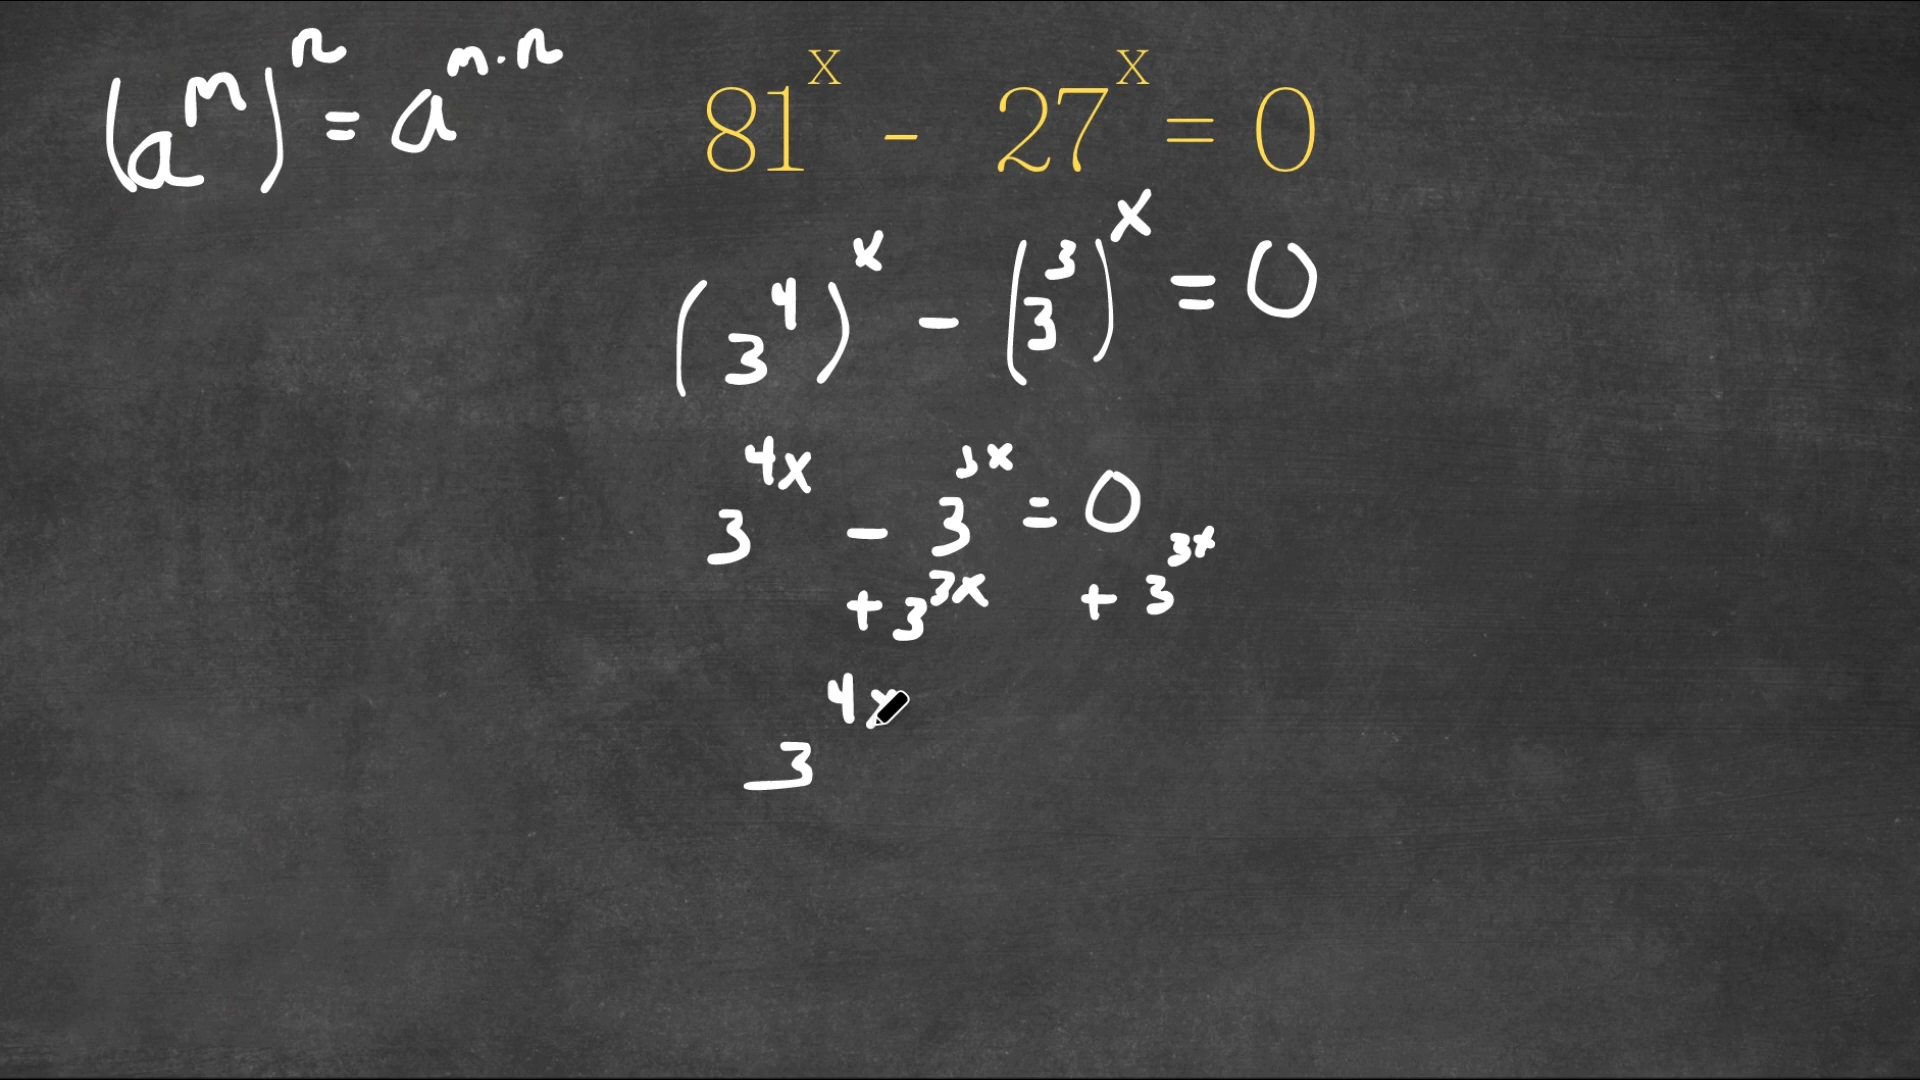 (a^m)^n = a^{m·n}
81^x - 27^x = 0
(3^4)^x - (3^3)^x = 0
3^{4x} - 3^{3x} = 0
+ 3^{3x} + 3^{3x}
3^{4x}